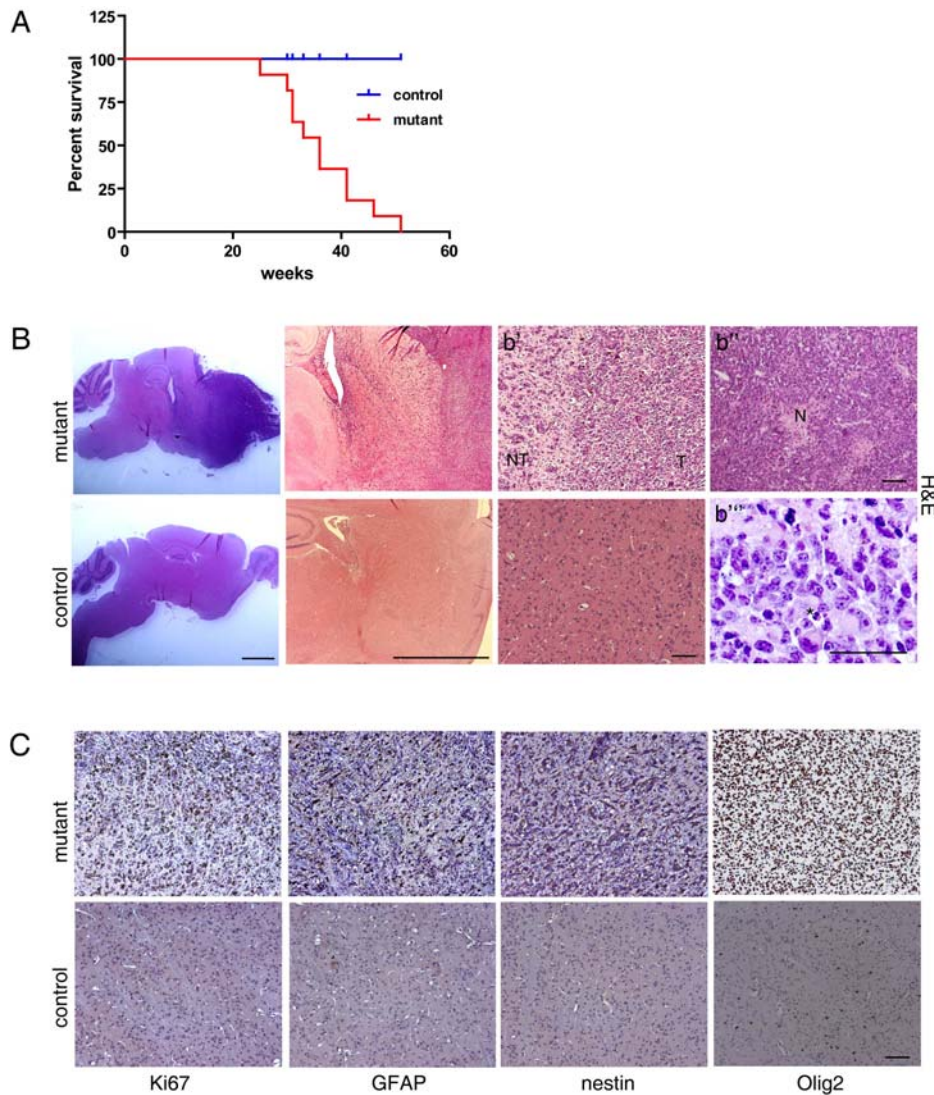 A
125
100
75
50
25
0
Percent survival
0 20 40 60
weeks
control
mutant
B
mutant
control
b'
NT T
b''
N
b'''
*
H&E
C
mutant
control
Ki67 GFAP nestin Olig2